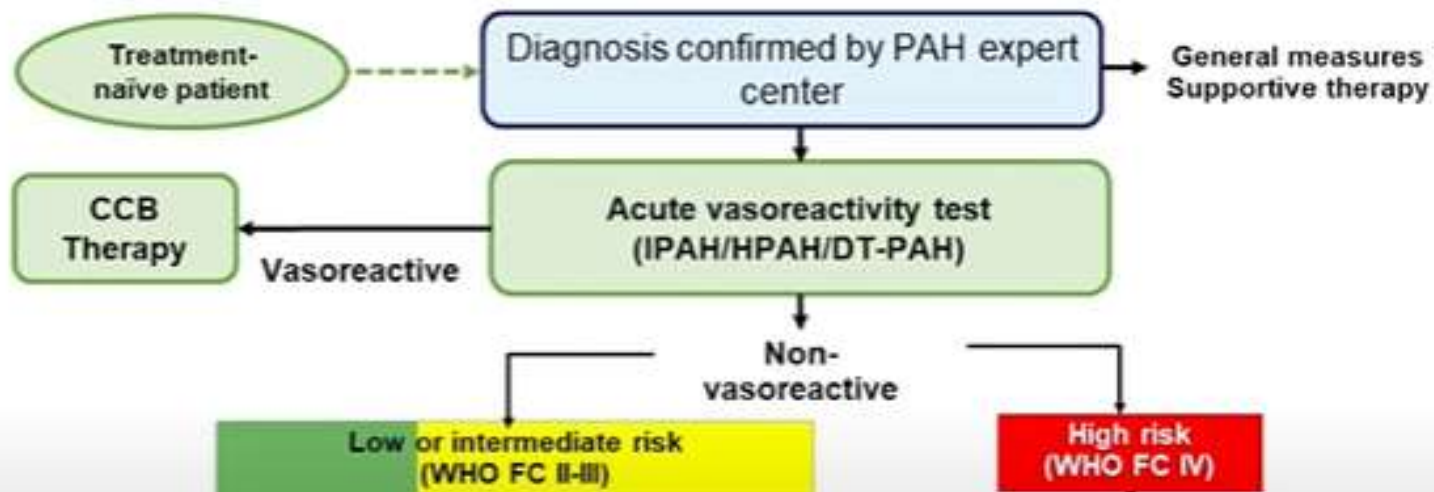 Treatment-
naïve patient
Diagnosis confirmed by PAH expert
center
General measures
Supportive therapy
CCB
Therapy
Vasoreactive
Acute vasoreactivity test
(IPAH/HPAH/DT-PAH)
Non-
vasoreactive
Low or intermediate risk
(WHO FC II-III)
High risk
(WHO FC IV)